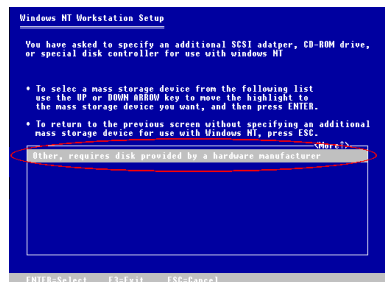 Windows NT Workstation Setup
You have asked to specify an additional SCSI adatper, CD-ROM drive,
or special disk controller for use with windows NT
• To selec a mass storage device from the following list
use the UP or DOWN ARROW key to move the highlight to
the mass storage device you want, and then press ENTER.
• To return to the previous screen without specifying an additional
mass storage device for use with Windows NT, press ESC.
<More↑>
Other, requires disk provided by a hardware manofacturer
ENTER=Select F3=Exit ESC=Cancel